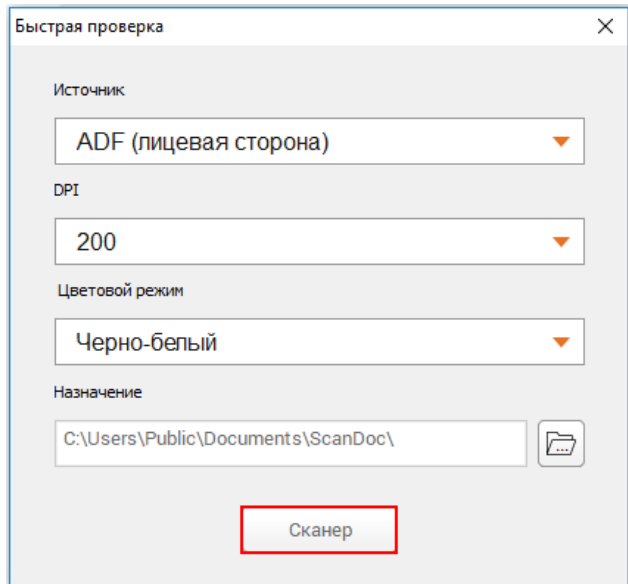 Быстрая проверка
Источник
ADF (лицевая сторона)
DPI
200
Цветовой режим
Черно-белый
Назначение
C:\Users\Public\Documents\ScanDoc\
Сканер